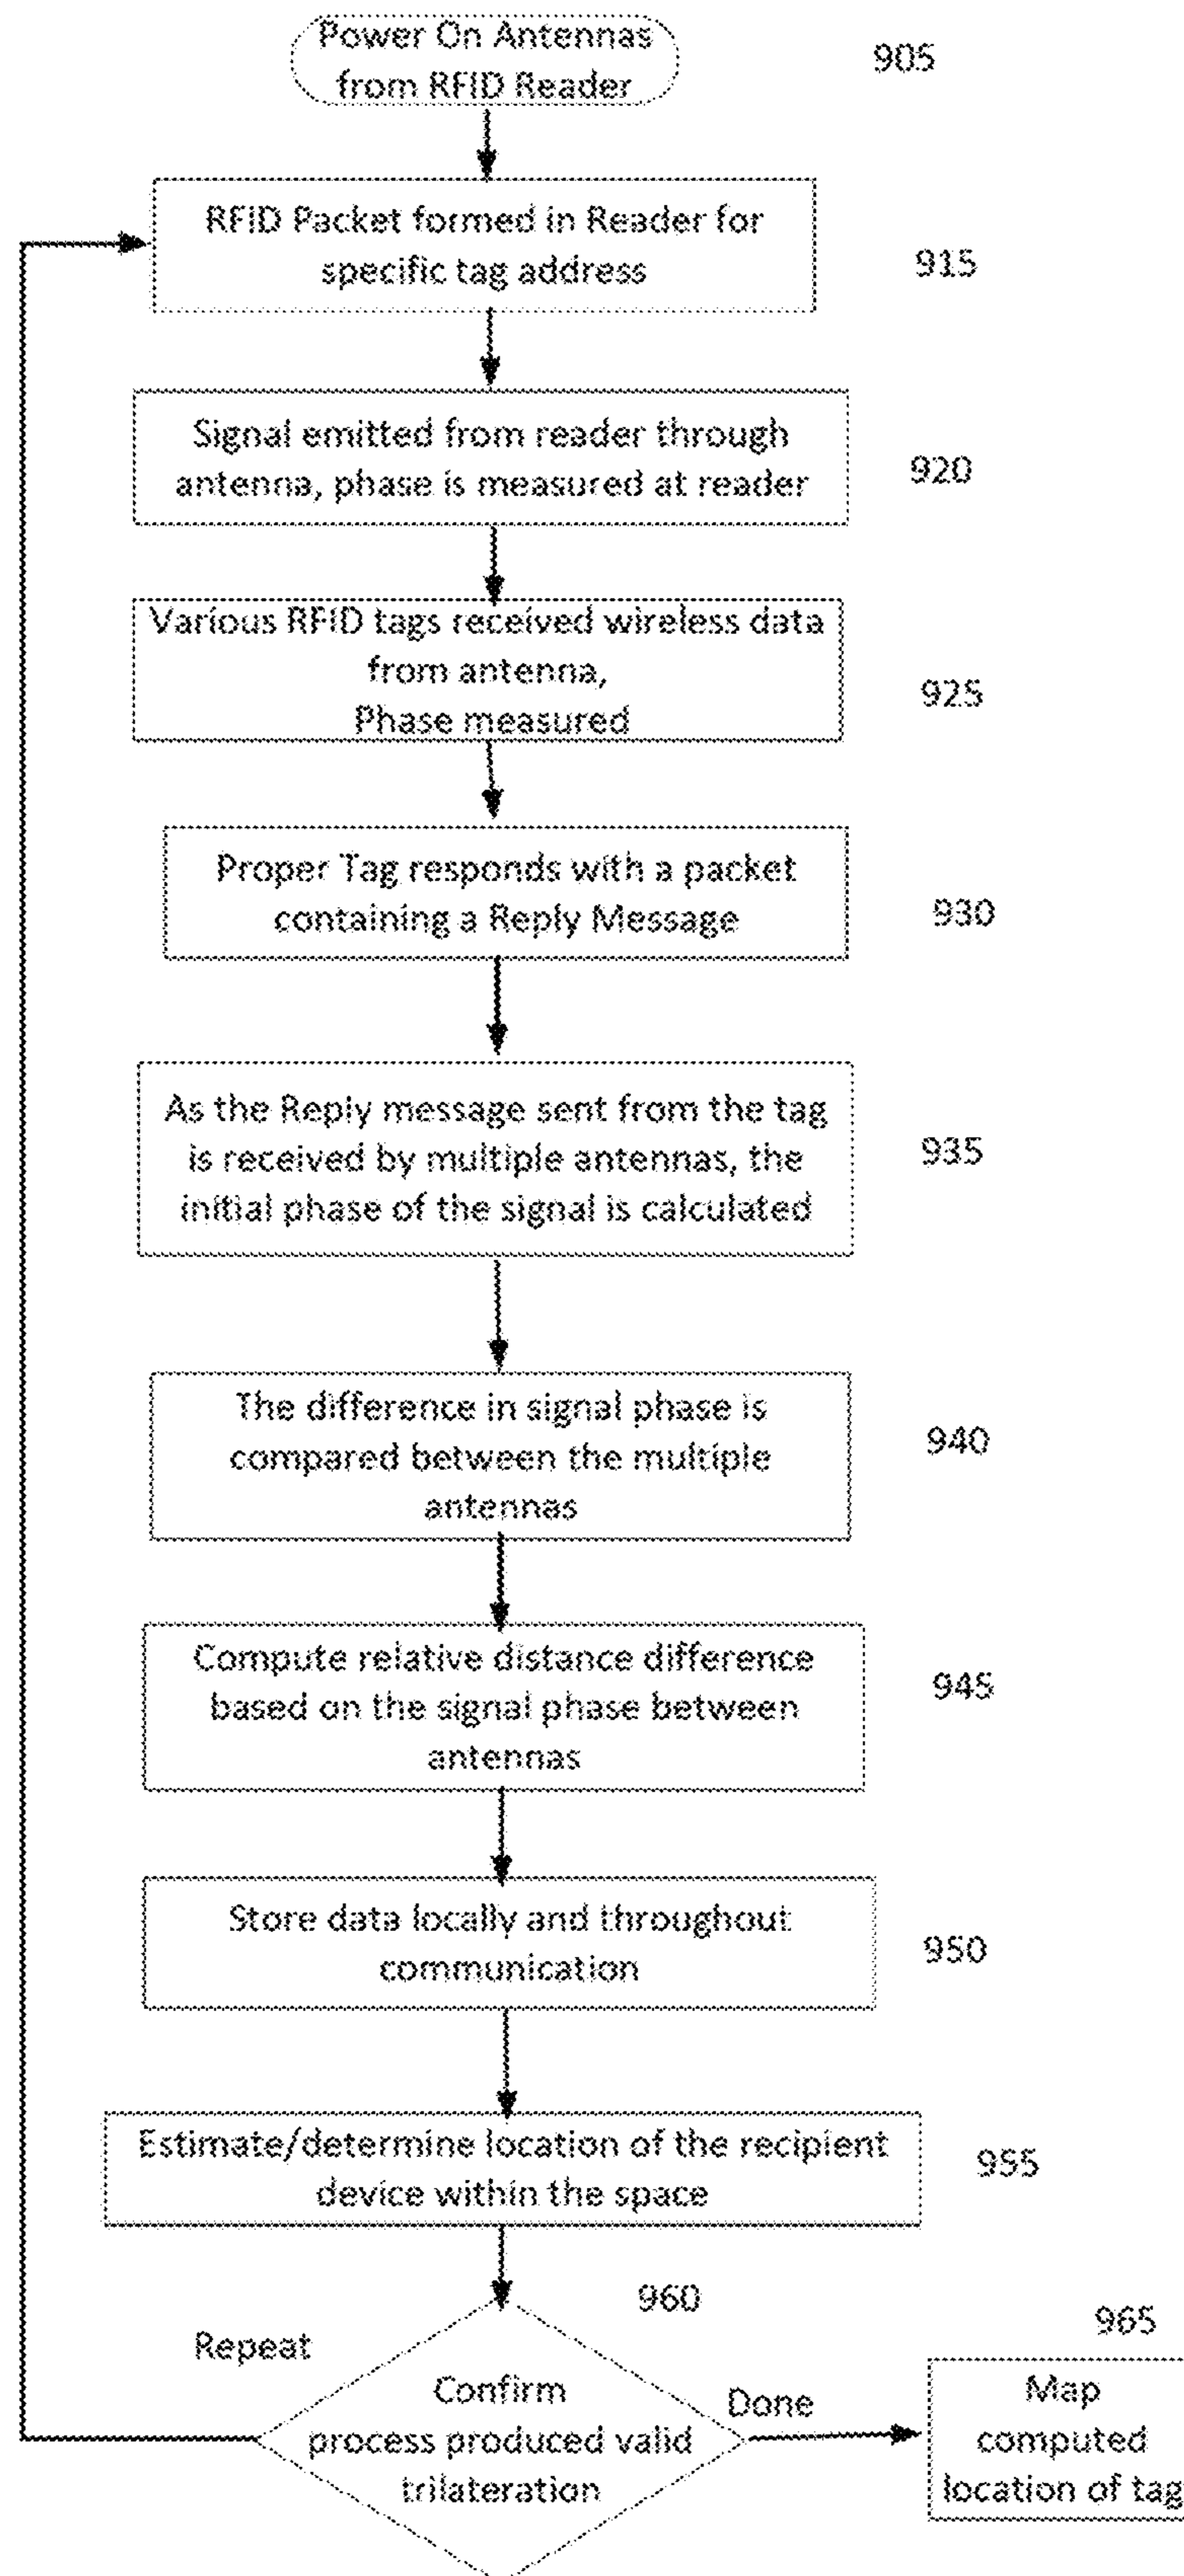 Power On Antennas
from RFID Reader
905
RFID Packet formed in Reader for
specific tag address
915
Signal emitted from reader through
antenna, phase is measured at reader
920
Various RFID tags received wireless data
from antenna,
Phase measured
925
Proper Tag responds with a packet
containing a Reply Message
930
As the Reply message sent from the tag
is received by multiple antennas, the
initial phase of the signal is calculated
935
The difference in signal phase is
compared between the multiple
antennas
940
Compute relative distance difference
based on the signal phase between
antennas
945
Store data locally and throughout
communication
950
Estimate/determine location of the recipient
device within the space
955
960
Repeat
Confirm
process produced valid
trilateration
Done
965
Map
computed
location of tag